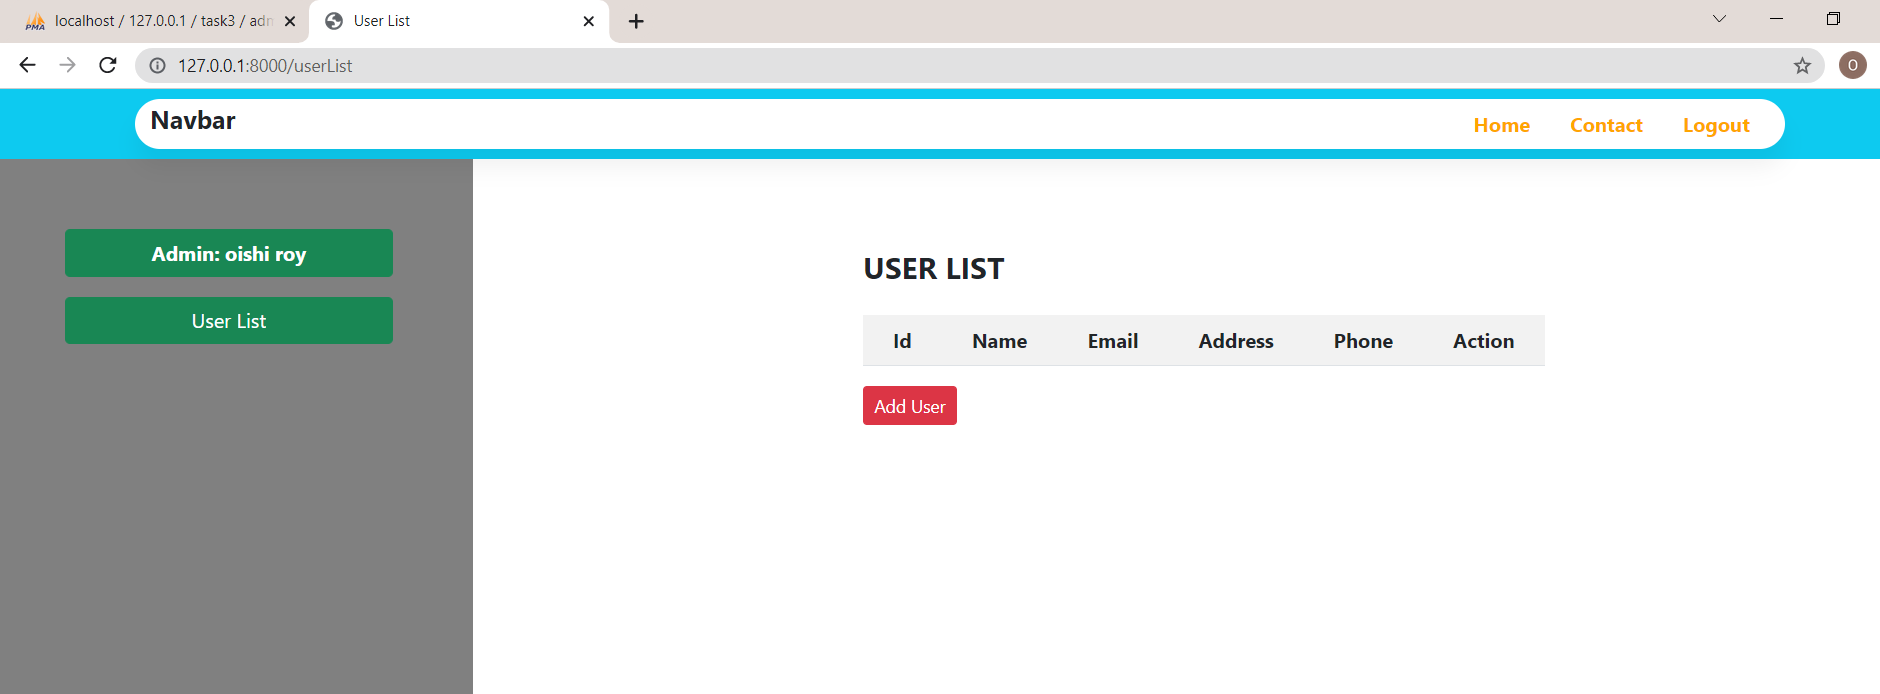 PMA localhost / 127.0.0.1 / task3 / adn
User List
127.0.0.1:8000/userList
O
Navbar
Home Contact Logout
Admin: oishi roy
User List
USER LIST
Id Name Email Address Phone Action
Add User